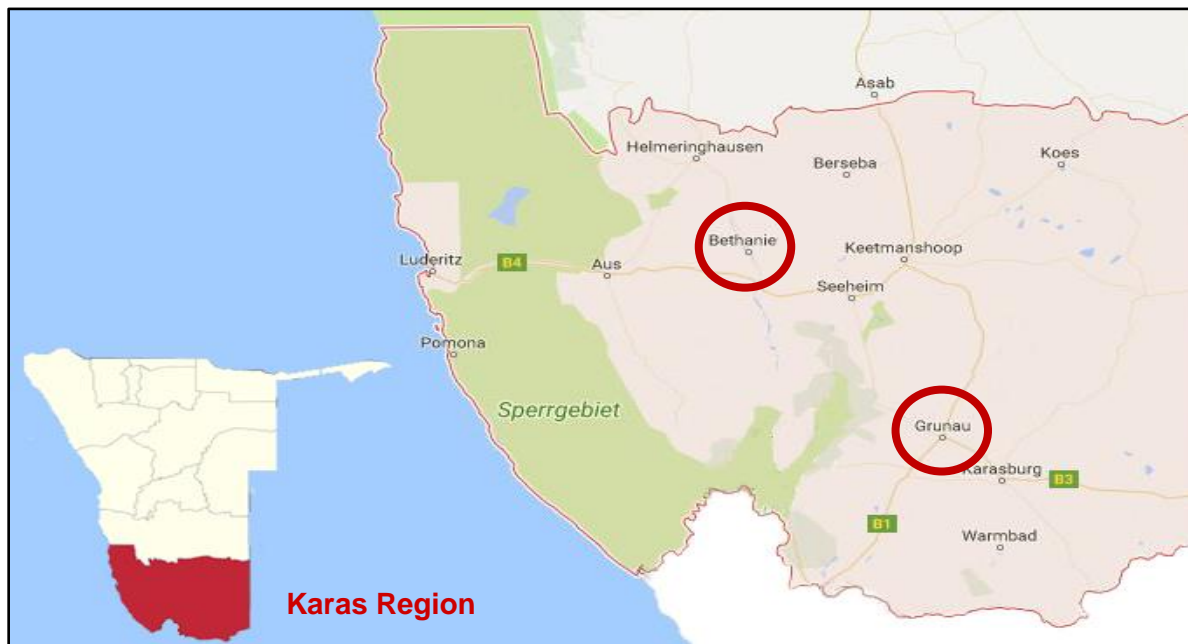 Asab
Helmeringhausen
Berseba
Koes
Bethanie
Keetmanshoop
Luderitz
B4
Aus
Seeheim
Pomona
Sperrgebiet
Grunau
Karasburg
B3
B1
Warmbad
Karas Region